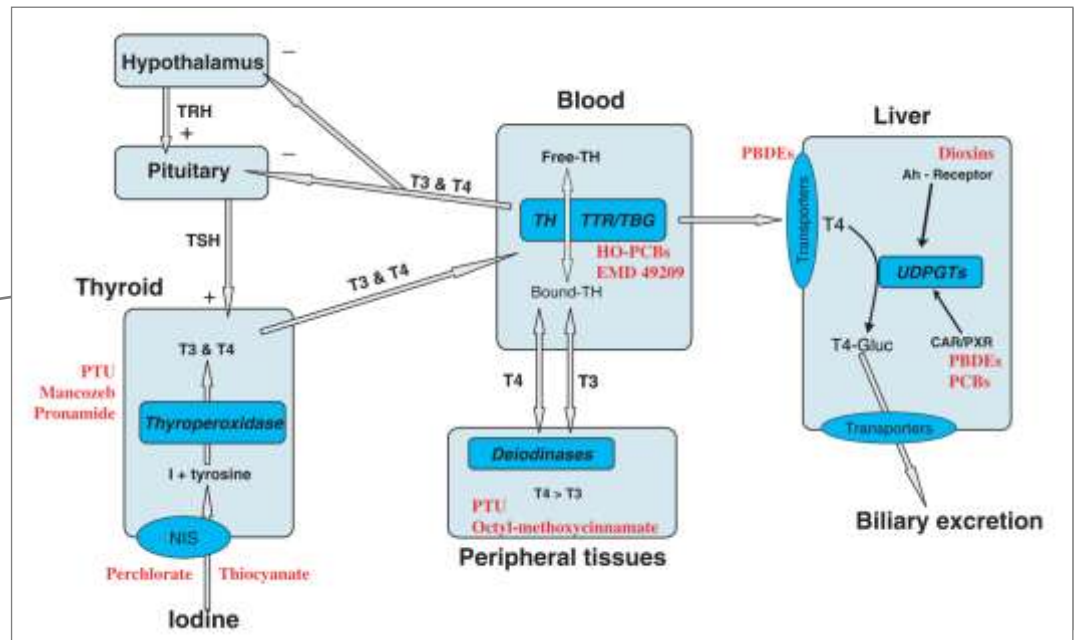 Hypothalamus
–
TRH
+
Pituitary
–
T3 & T4
TSH
+
Thyroid
T3 & T4
PTU
Mancozeb
Pronamide
Thyroperoxidase
I + tyrosine
NIS
Perchlorate
Thiocyanate
Iodine
T3 & T4
Blood
Free-TH
TH
TTR/TBG
HO-PCBs
EMD 49209
Bound-TH
T4
T3
Deiodinases
T4 > T3
PTU
Octyl-methoxycinnamate
Peripheral tissues
Liver
PBDEs
Transporters
Dioxins
Ah - Receptor
T4
UDPGTs
T4-Gluc
CAR/PXR
PBDEs
PCBs
Transporters
Biliary excretion